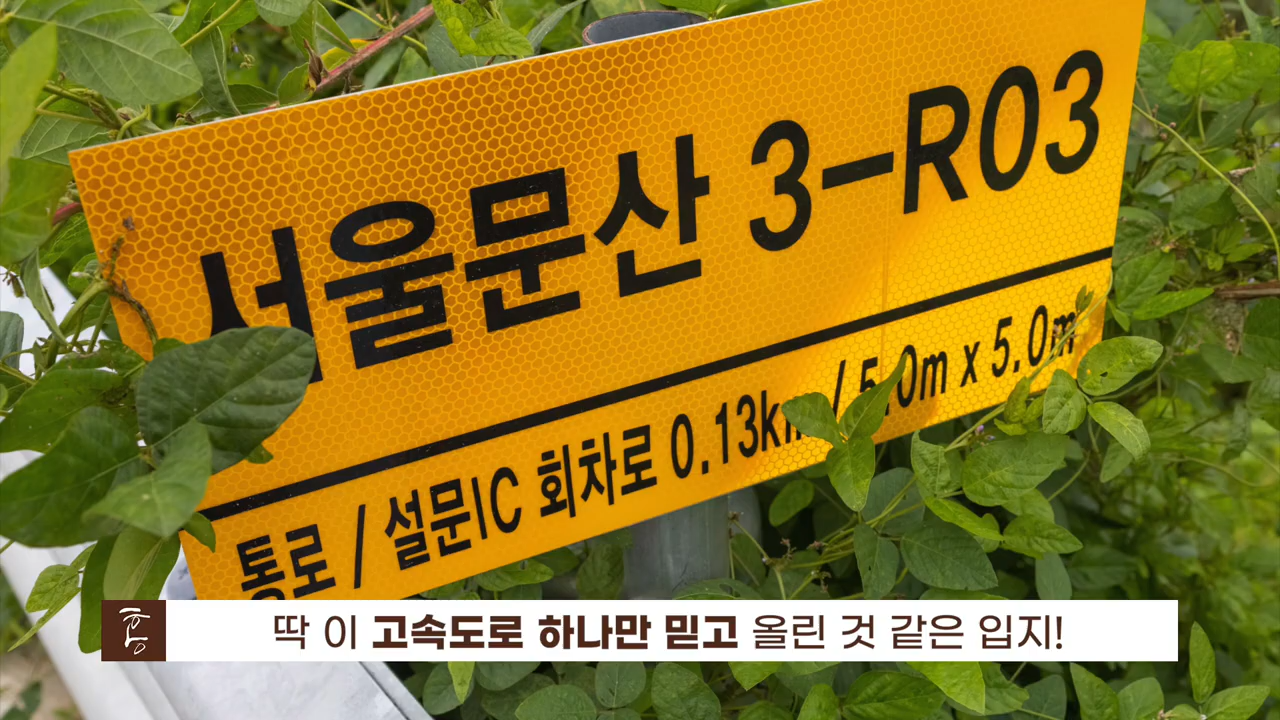 서울문산 3-R03
통로 / 설문IC 회차로 0.13km / 5.0m x 5.0m
흥
딱 이 고속도로 하나만 믿고 올린 것 같은 입지!